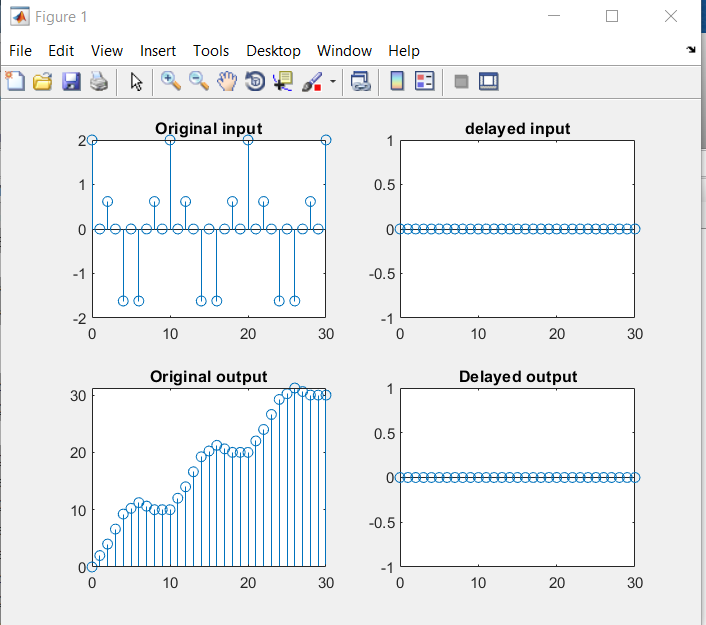 Figure 1
File Edit View Insert Tools Desktop Window Help
Original input
2
1
0
-1
-2
0 10 20 30
delayed input
1
0.5
0
-0.5
-1
0 10 20 30
Original output
30
20
10
0
0 10 20 30
Delayed output
1
0.5
0
-0.5
-1
0 10 20 30